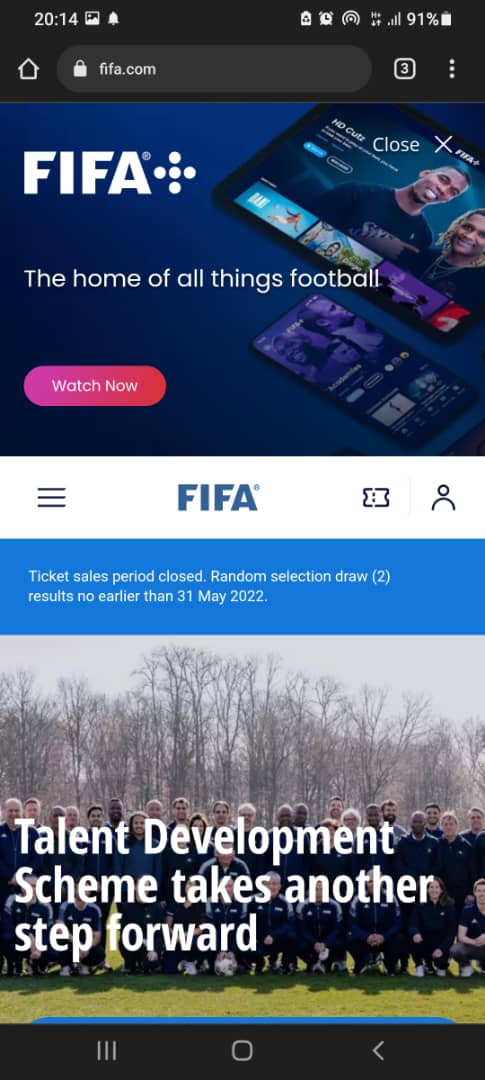 20:14
91%
fifa.com
3
HD Cutz
Close
FIFA+
FIFA®
The home of all things football
Watch Now
FIFA®
Ticket sales period closed. Random selection draw (2)
results no earlier than 31 May 2022.
Talent Development
Scheme takes another
step forward